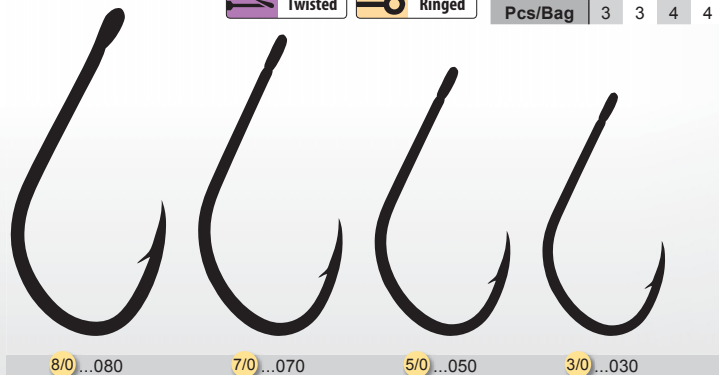 Twisted
Ringed
Pcs/Bag 3 3 4 4
8/0 ...080
7/0 ...070
5/0 ...050
3/0 ...030